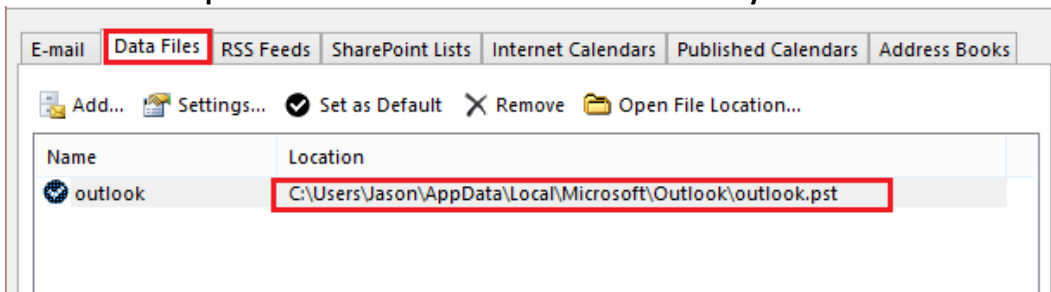 E-mail Data Files RSS Feeds SharePoint Lists Internet Calendars Published Calendars Address Books
Add... Settings... Set as Default Remove Open File Location...
Name Location
outlook C:\Users\Jason\AppData\Local\Microsoft\Outlook\outlook.pst